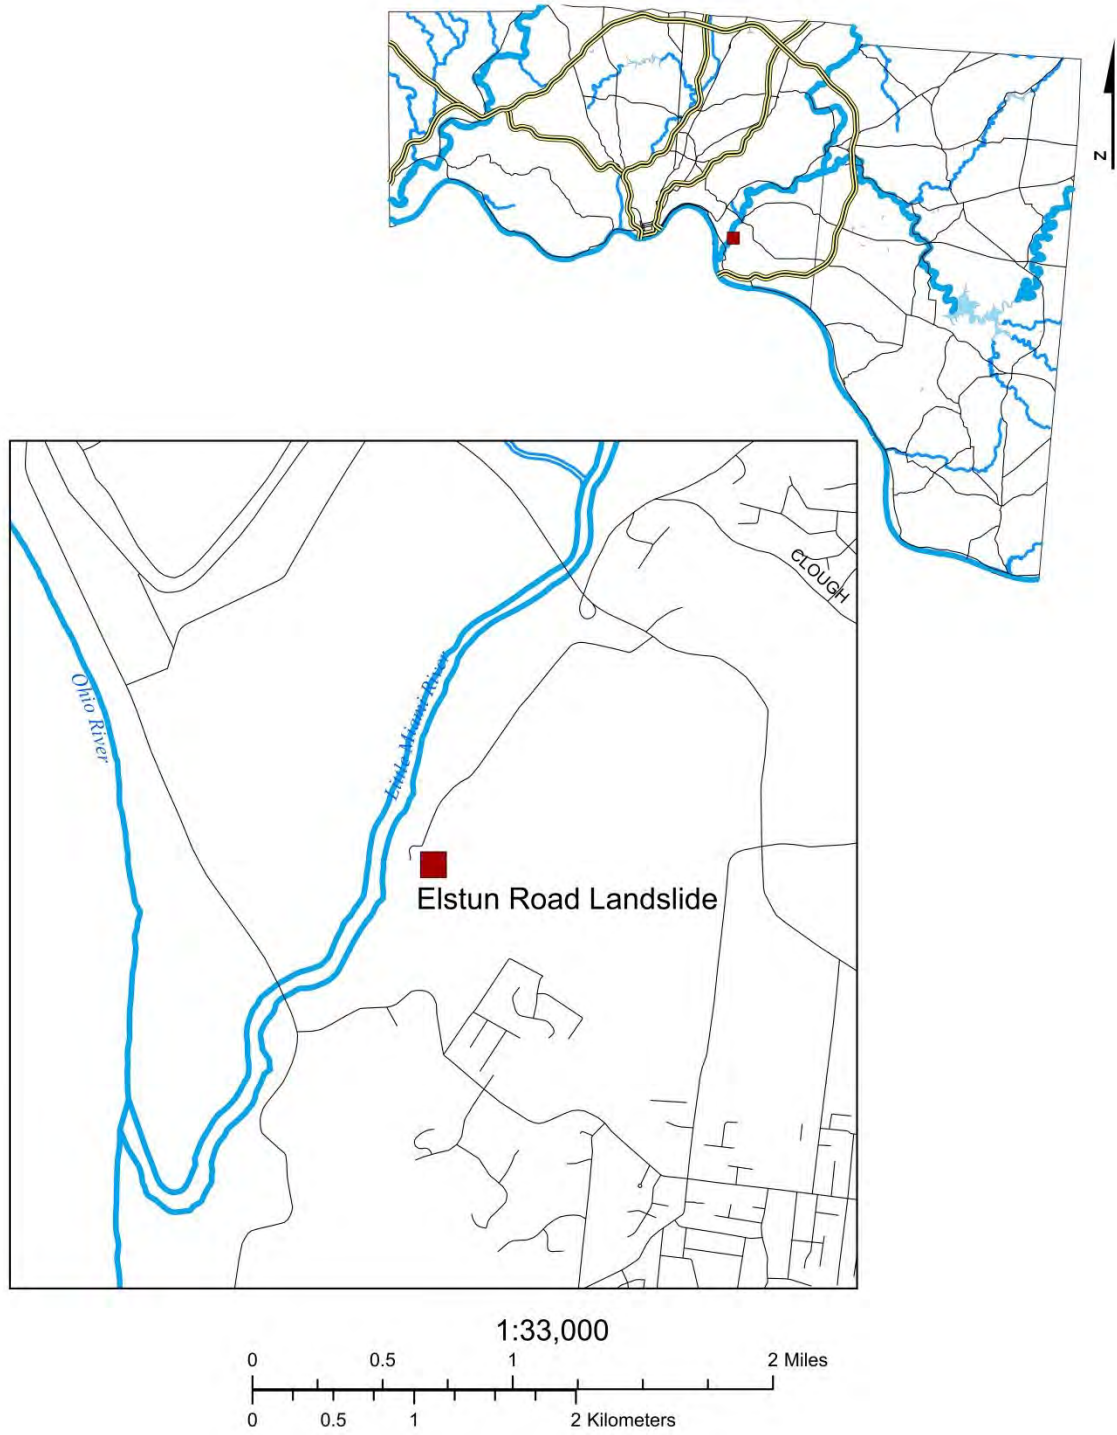 N
CLOUGH
Ohio River
Little Miami River
Elstun Road Landslide
1:33,000
0 0.5 1 2 Miles
0 0.5 1 2 Kilometers